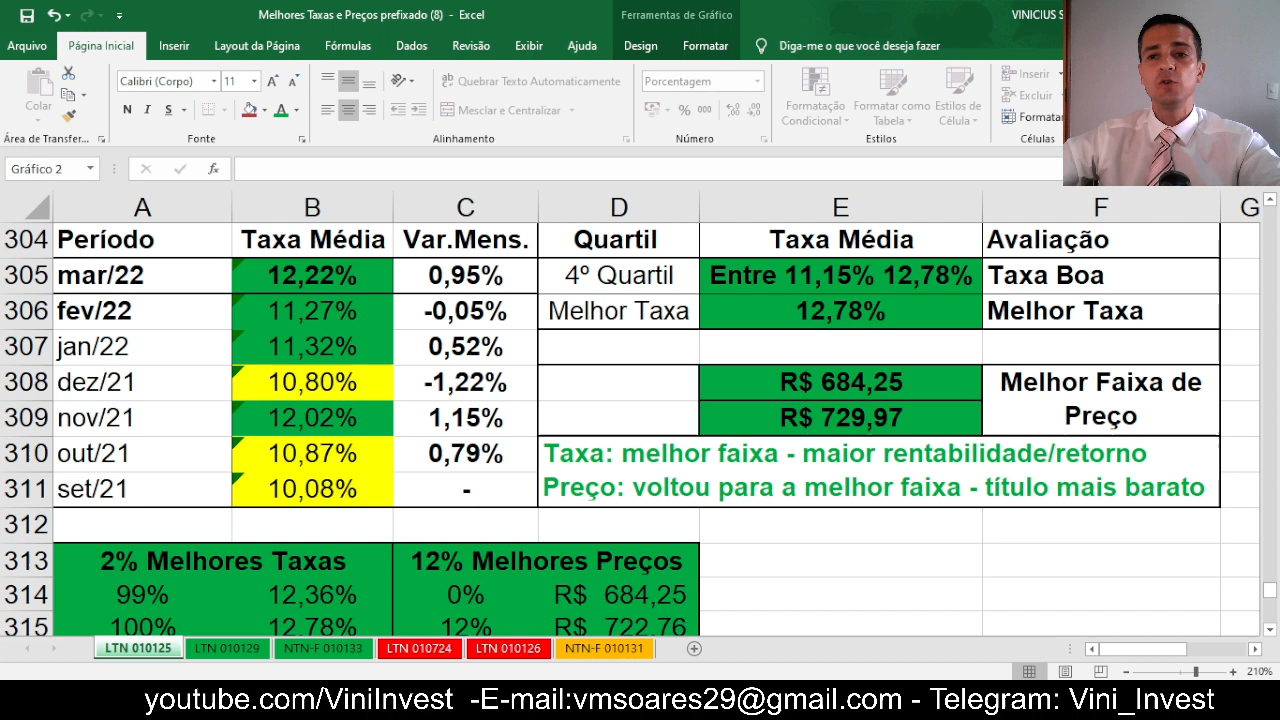 Melhores Taxas e Preços prefixado (8) - Excel
Ferramentas de Gráfico
VINICIUS S
Arquivo Página Inicial Inserir Layout da Página Fórmulas Dados Revisão Exibir Ajuda Design Formatar Diga-me o que você deseja fazer
Colar
Calibri (Corpo) 11
N I S
Quebrar Texto Automaticamente
Mesclar e Centralizar
Porcentagem
% 000
Formatação Condicional
Formatar como Tabela
Estilos de Célula
Inserir
Excluir
Formatar
Área de Transfer... Fonte Alinhamento Número Estilos Células
Gráfico 2 fx
A B C D E F G
304 Período Taxa Média Var.Mens. Quartil Taxa Média Avaliação
305 mar/22 12,22% 0,95% 4º Quartil Entre 11,15% 12,78% Taxa Boa
306 fev/22 11,27% -0,05% Melhor Taxa 12,78% Melhor Taxa
307 jan/22 11,32% 0,52%
308 dez/21 10,80% -1,22% R$ 684,25 Melhor Faixa de
309 nov/21 12,02% 1,15% R$ 729,97 Preço
310 out/21 10,87% 0,79% Taxa: melhor faixa - maior rentabilidade/retorno
311 set/21 10,08% - Preço: voltou para a melhor faixa - título mais barato
312
313 2% Melhores Taxas 12% Melhores Preços
314 99% 12,36% 0% R$ 684,25
315 100% 12,78% 12% R$ 722,76
LTN 010125 LTN 010129 NTN-F 010133 LTN 010724 LTN 010126 NTN-F 010131
210%
youtube.com/ViniInvest -E-mail:vmsoares29@gmail.com - Telegram: Vini_Invest